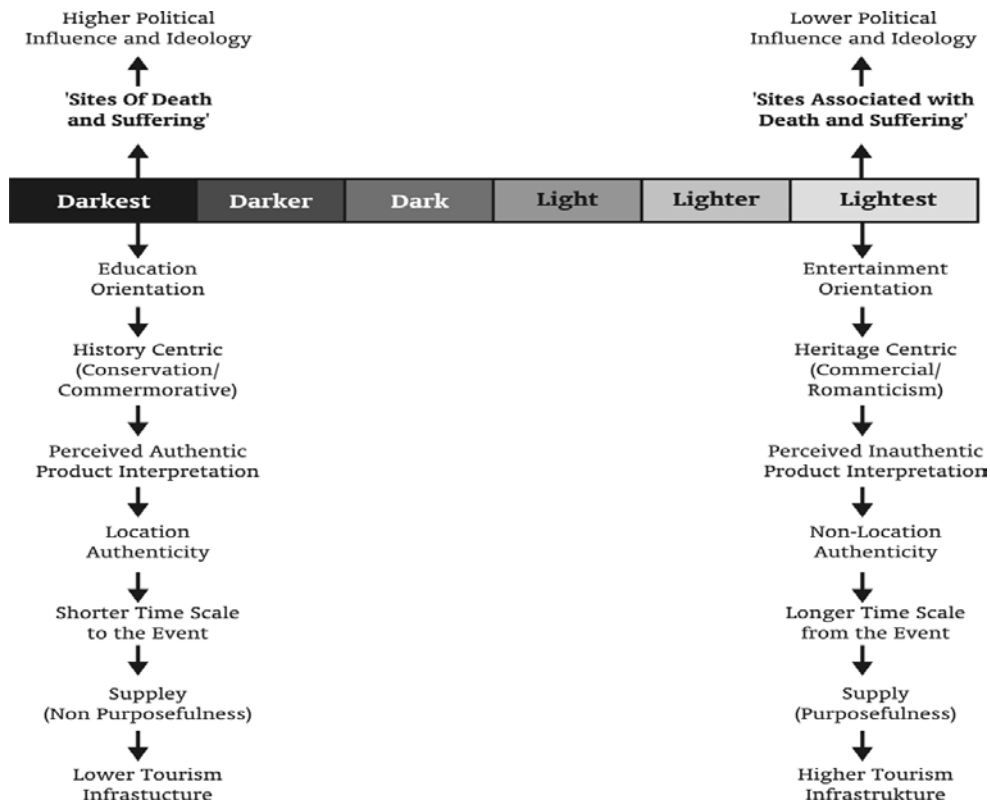 Higher Political
Influence and Ideology
'Sites Of Death
and Suffering'
Lower Political
Influence and Ideology
'Sites Associated with
Death and Suffering'
Darkest Darker Dark Light Lighter Lightest
Education
Orientation
History Centric
(Conservation/
Commermorative)
Perceived Authentic
Product Interpretation
Location
Authenticity
Shorter Time Scale
to the Event
Suppley
(Non Purposefulness)
Lower Tourism
Infrastucture
Entertainment
Orientation
Heritage Centric
(Commercial/
Romanticism)
Perceived Inauthentic
Product Interpretation
Non-Location
Authenticity
Longer Time Scale
from the Event
Supply
(Purposefulness)
Higher Tourism
Infrastrukture